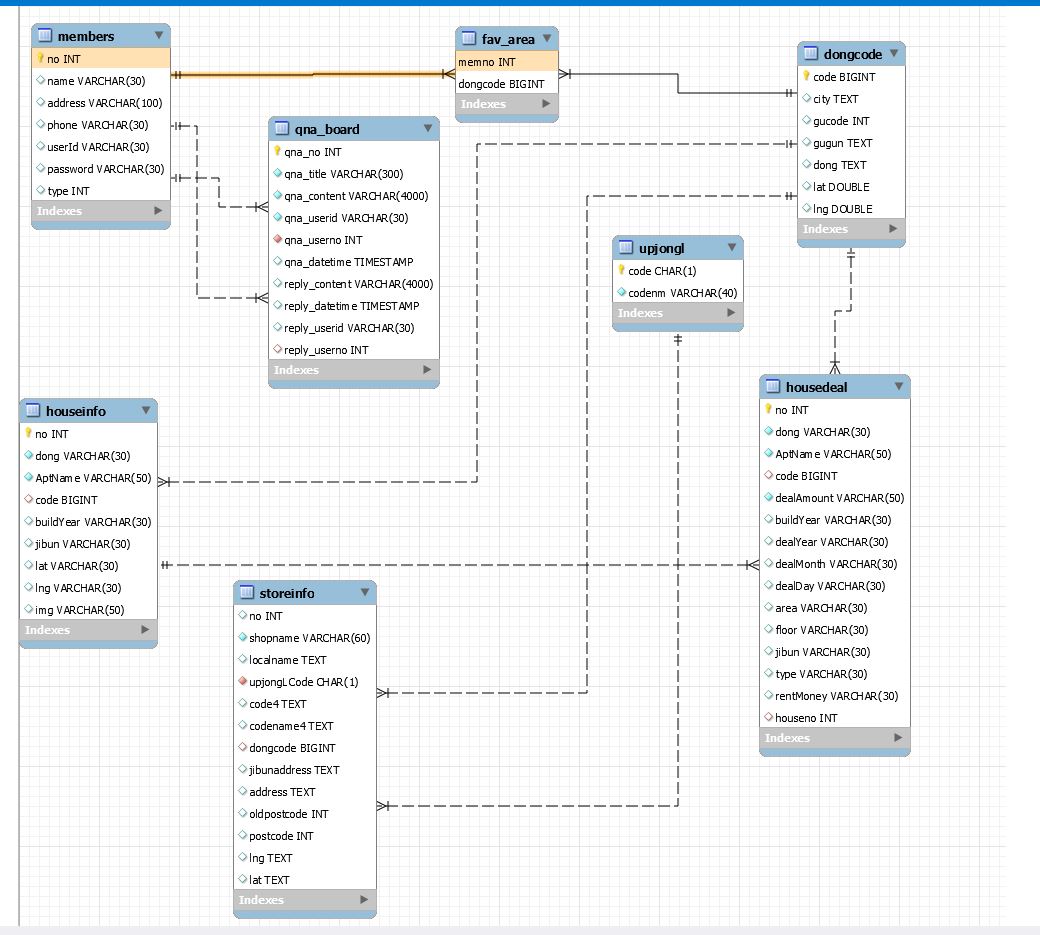 members
no INT
name VARCHAR(30)
address VARCHAR(100)
phone VARCHAR(30)
userId VARCHAR(30)
password VARCHAR(30)
type INT
Indexes
fav_area
memno INT
dongcode BIGINT
Indexes
dongcode
code BIGINT
city TEXT
gucode INT
gugun TEXT
dong TEXT
lat DOUBLE
lng DOUBLE
Indexes
qna_board
qna_no INT
qna_title VARCHAR(300)
qna_content VARCHAR(4000)
qna_userid VARCHAR(30)
qna_userno INT
qna_datetime TIMESTAMP
reply_content VARCHAR(4000)
reply_datetime TIMESTAMP
reply_userid VARCHAR(30)
reply_userno INT
Indexes
upjongl
code CHAR(1)
codenm VARCHAR(40)
Indexes
houseinfo
no INT
dong VARCHAR(30)
AptName VARCHAR(50)
code BIGINT
buildYear VARCHAR(30)
jibun VARCHAR(30)
lat VARCHAR(30)
lng VARCHAR(30)
img VARCHAR(50)
Indexes
housedeal
no INT
dong VARCHAR(30)
AptName VARCHAR(50)
code BIGINT
dealAmount VARCHAR(50)
buildYear VARCHAR(30)
dealYear VARCHAR(30)
dealMonth VARCHAR(30)
dealDay VARCHAR(30)
area VARCHAR(30)
floor VARCHAR(30)
jibun VARCHAR(30)
type VARCHAR(30)
rentMoney VARCHAR(30)
houseno INT
Indexes
storeinfo
no INT
shopname VARCHAR(60)
localname TEXT
upjongLCode CHAR(1)
code4 TEXT
codename4 TEXT
dongcode BIGINT
jibunaddress TEXT
address TEXT
oldpostcode INT
postcode INT
lng TEXT
lat TEXT
Indexes